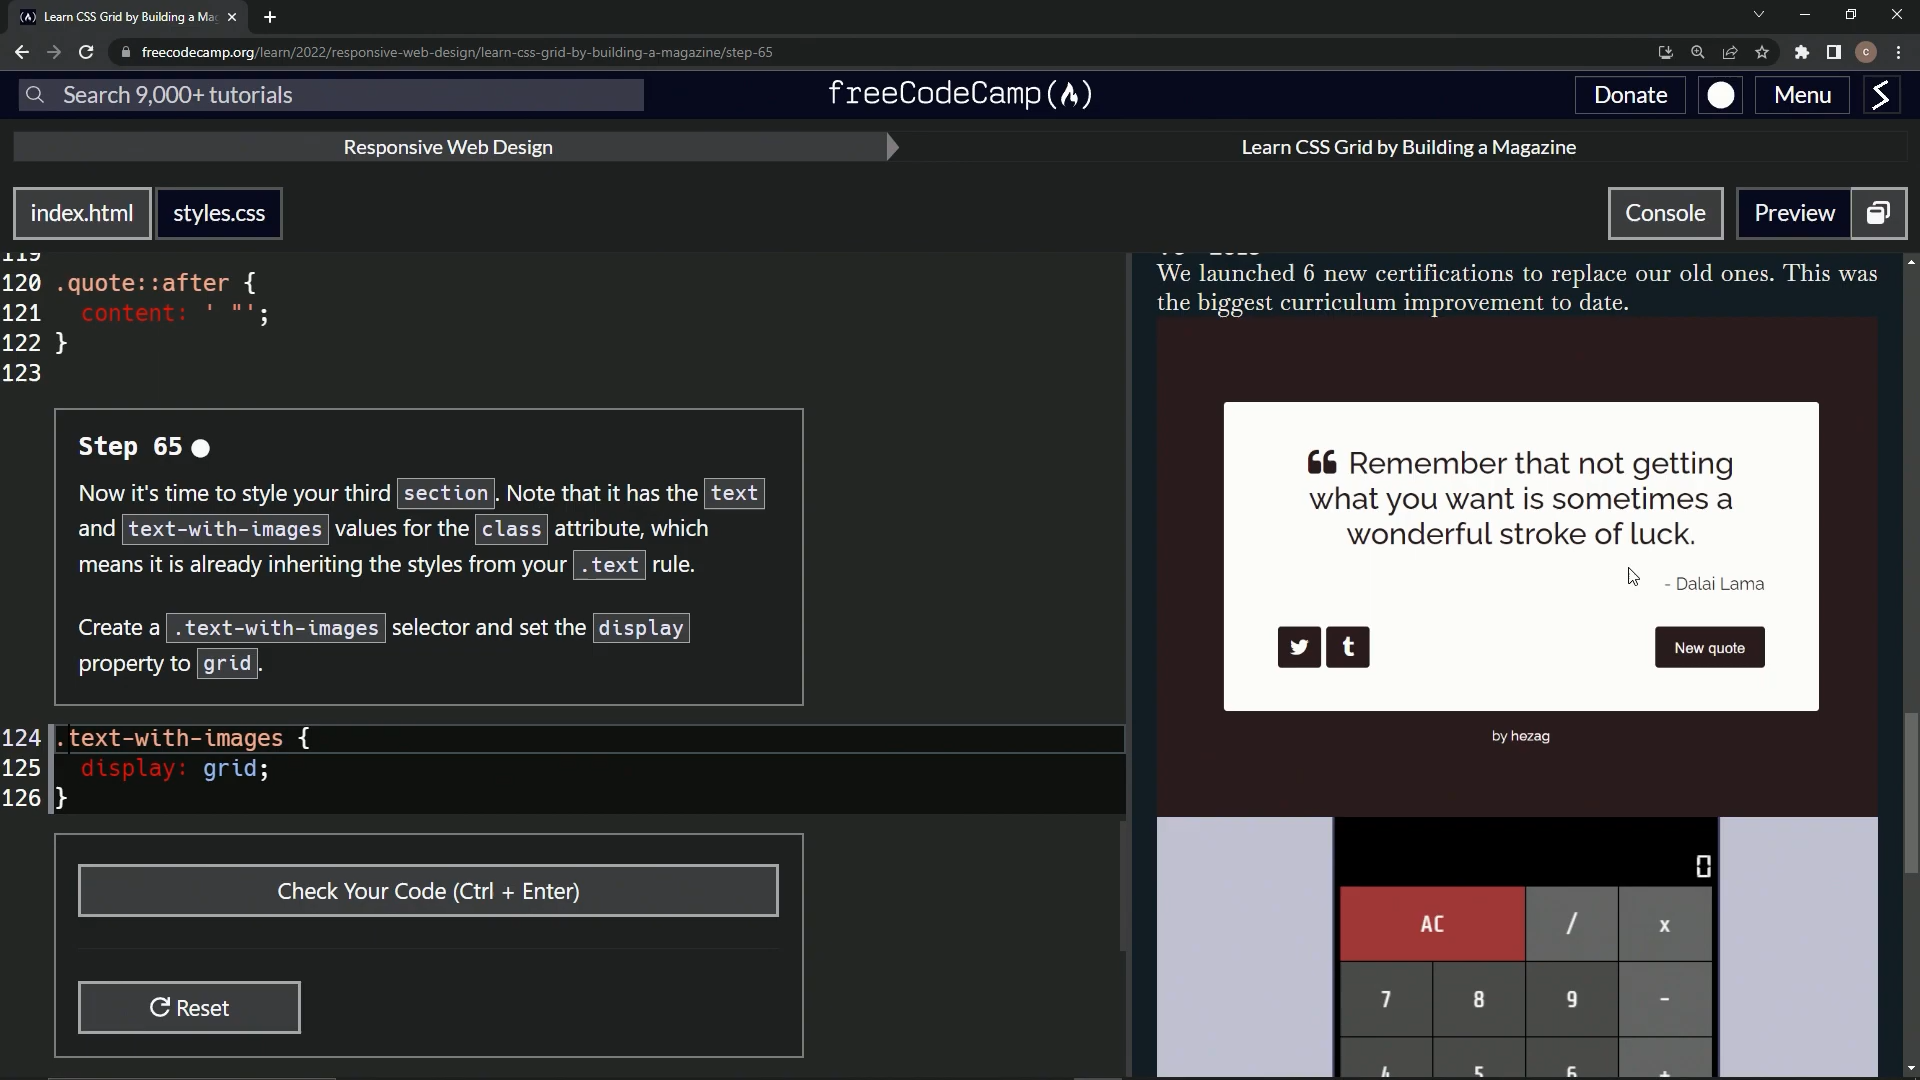 Learn CSS Grid by Building a Ma
freecodecamp.org/learn/2022/responsive-web-design/learn-css-grid-by-building-a-magazine/step-65
C
Search 9,000+ tutorials
freeCodeCamp
Donate
Menu
Responsive Web Design
Learn CSS Grid by Building a Magazine
index.html
styles.css
Console
Preview
119
120 .quote::after {
121 content: ' "';
122 }
123
Step 65
Now it's time to style your third section. Note that it has the text
and text-with-images values for the class attribute, which
means it is already inheriting the styles from your .text rule.
Create a .text-with-images selector and set the display
property to grid.
124 .text-with-images {
125 display: grid;
126 }
Check Your Code (Ctrl + Enter)
Reset
We launched 6 new certifications to replace our old ones. This was
the biggest curriculum improvement to date.
Remember that not getting
what you want is sometimes a
wonderful stroke of luck.
- Dalai Lama
t
New quote
by hezag
0
AC / x
7 8 9 -
4 5 6 +